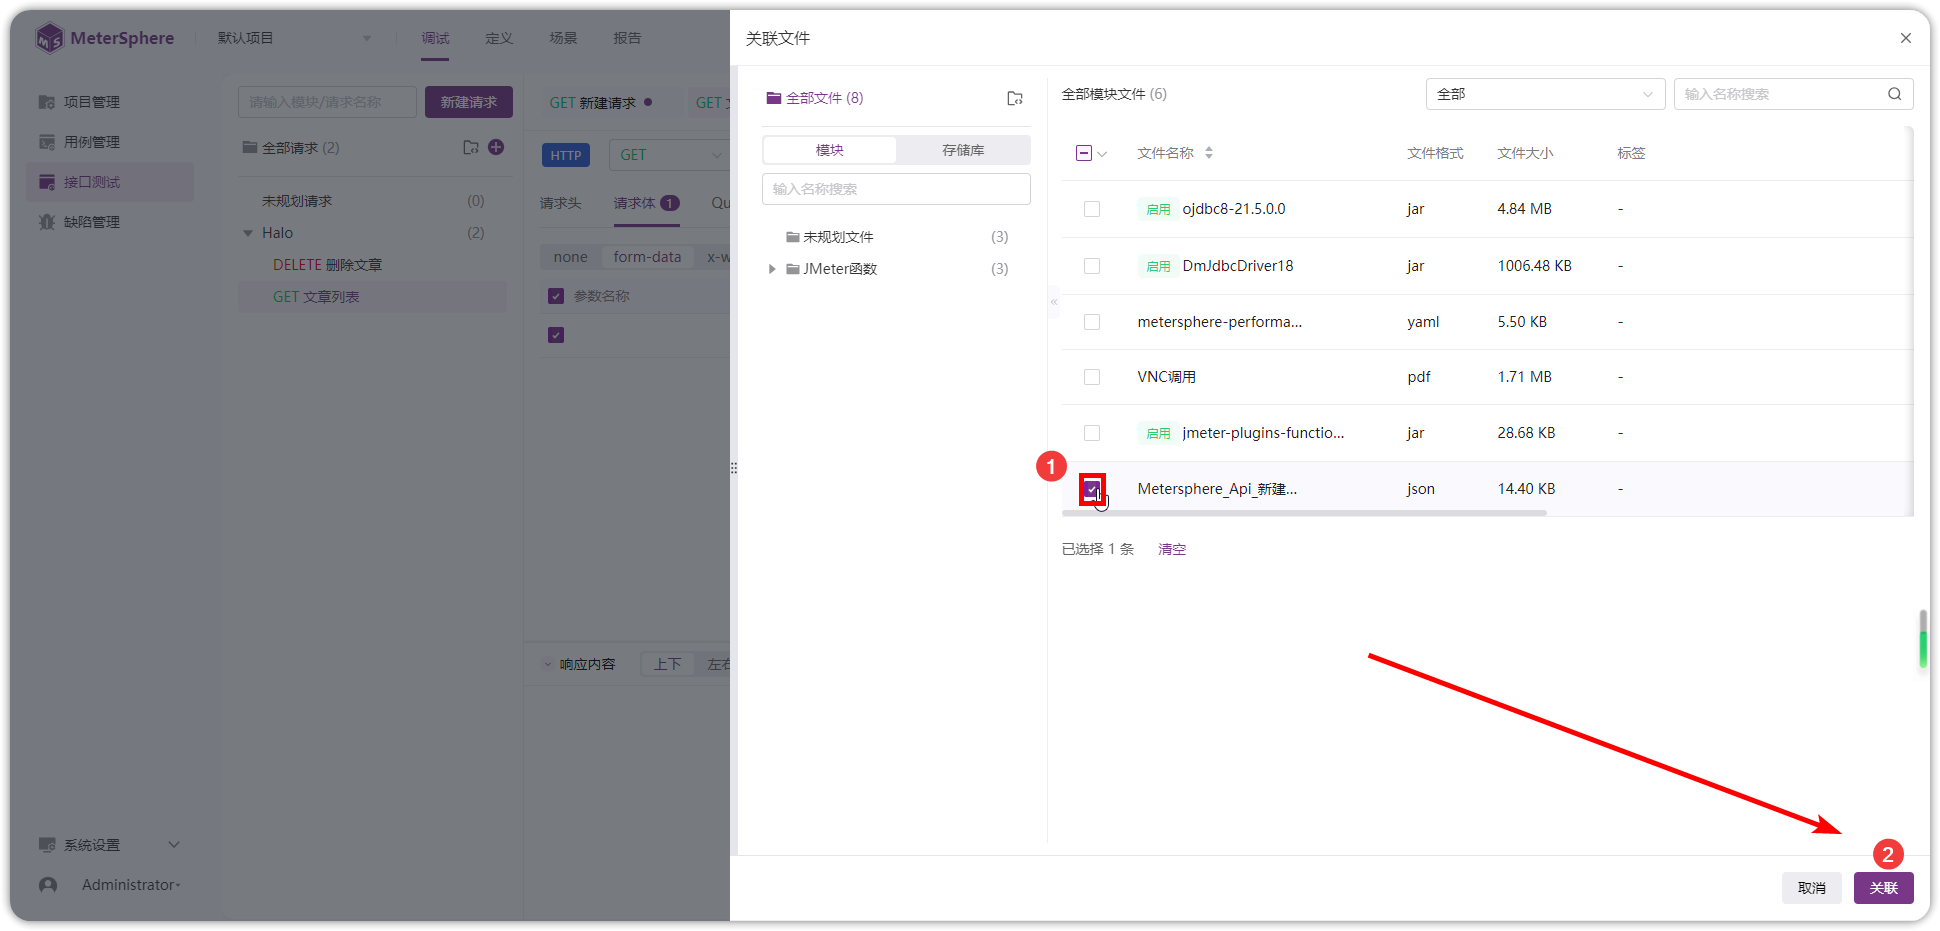 MeterSphere
默认项目
调试
定义
场景
报告
项目管理
用例管理
接口测试
缺陷管理
系统设置
Administrator
请输入模块/请求名称
新建请求
全部请求 (2)
未规划请求 (0)
Halo (2)
DELETE 删除文章
GET 文章列表
GET 新建请求
GET
HTTP
GET
请求头
请求体 1
Qu
none
form-data
x-w
参数名称
响应内容
上下
左右
关联文件
全部文件 (8)
模块
存储库
输入名称搜索
未规划文件 (3)
JMeter函数 (3)
全部模块文件 (6)
全部
输入名称搜索
文件名称 文件格式 文件大小 标签
启用 ojdbc8-21.5.0.0 jar 4.84 MB -
启用 DmJdbcDriver18 jar 1006.48 KB -
metersphere-performa... yaml 5.50 KB -
VNC调用 pdf 1.71 MB -
启用 jmeter-plugins-functio... jar 28.68 KB -
1
Metersphere_Api_新建... json 14.40 KB -
已选择 1 条 清空
2
取消
关联